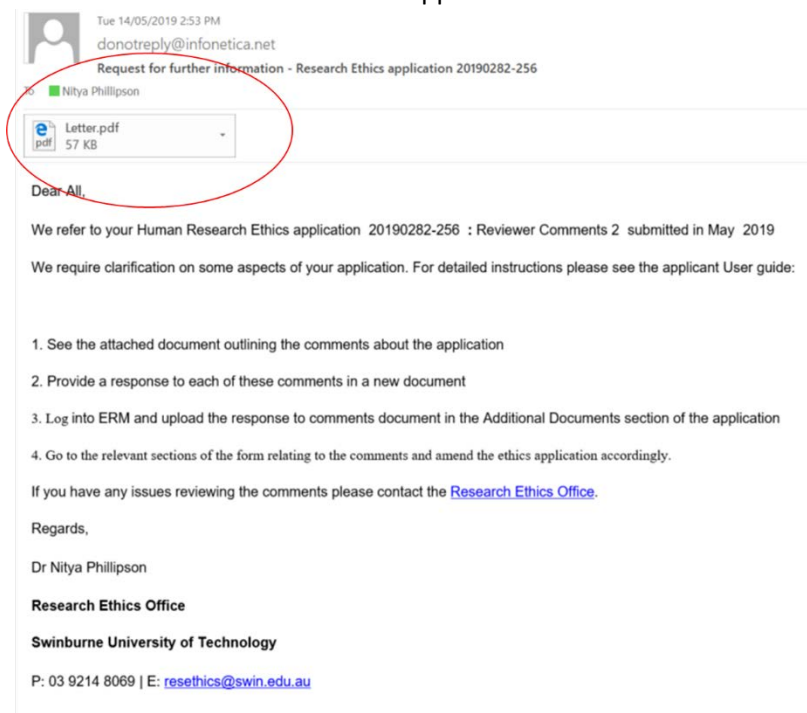 Tue 14/05/2019 2:53 PM
donotreply@infonetica.net
Request for further information - Research Ethics application 20190282-256
To Nitya Phillipson
Letter.pdf
pdf 57 KB
Dear All,
We refer to your Human Research Ethics application 20190282-256 : Reviewer Comments 2 submitted in May 2019
We require clarification on some aspects of your application. For detailed instructions please see the applicant User guide:
1. See the attached document outlining the comments about the application
2. Provide a response to each of these comments in a new document
3. Log into ERM and upload the response to comments document in the Additional Documents section of the application
4. Go to the relevant sections of the form relating to the comments and amend the ethics application accordingly.
If you have any issues reviewing the comments please contact the Research Ethics Office.
Regards,
Dr Nitya Phillipson
Research Ethics Office
Swinburne University of Technology
P: 03 9214 8069 | E: resethics@swin.edu.au